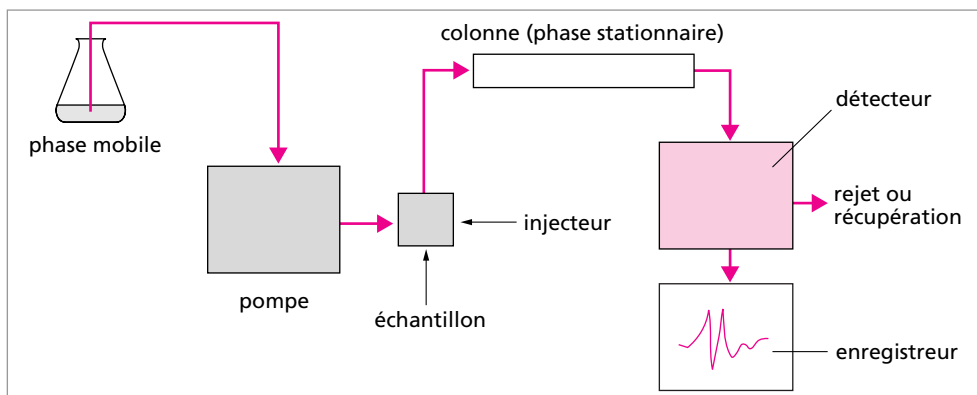 colonne (phase stationnaire)
phase mobile
détecteur
rejet ou
récupération
injecteur
pompe
échantillon
enregistreur